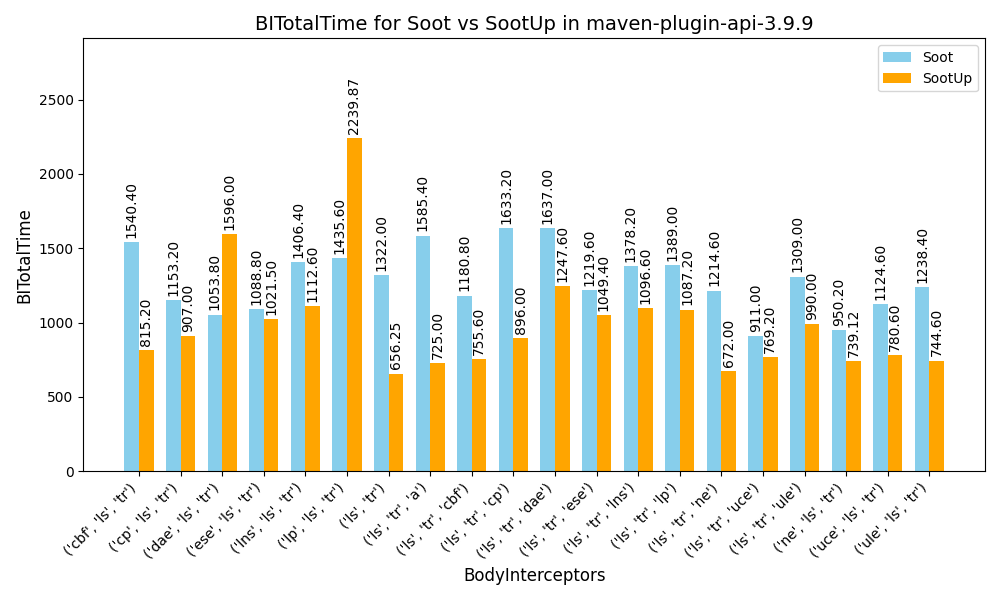 BITotalTime for Soot vs SootUp in maven-plugin-api-3.9.9
Soot
SootUp
BITotalTime
2500
2000
1500
1000
500
0
1540.40
815.20
1153.20
907.00
1053.80
1596.00
1088.80
1021.50
1406.40
1112.60
1435.60
2239.87
1322.00
656.25
1585.40
725.00
1180.80
755.60
1633.20
896.00
1637.00
1247.60
1219.60
1049.40
1378.20
1096.60
1389.00
1087.20
1214.60
672.00
911.00
769.20
1309.00
990.00
950.20
739.12
1124.60
780.60
1238.40
744.60
('cbf', 'ls', 'tr')
('cp', 'ls', 'tr')
('dae', 'ls', 'tr')
('ese', 'ls', 'tr')
('lns', 'ls', 'tr')
('lp', 'ls', 'tr')
('ls', 'tr')
('ls', 'tr', 'a')
('ls', 'tr', 'cbf')
('ls', 'tr', 'cp')
('ls', 'tr', 'dae')
('ls', 'tr', 'ese')
('ls', 'tr', 'lns')
('ls', 'tr', 'lp')
('ls', 'tr', 'ne')
('ls', 'tr', 'uce')
('ls', 'tr', 'ule')
('ne', 'ls', 'tr')
('uce', 'ls', 'tr')
('ule', 'ls', 'tr')
BodyInterceptors